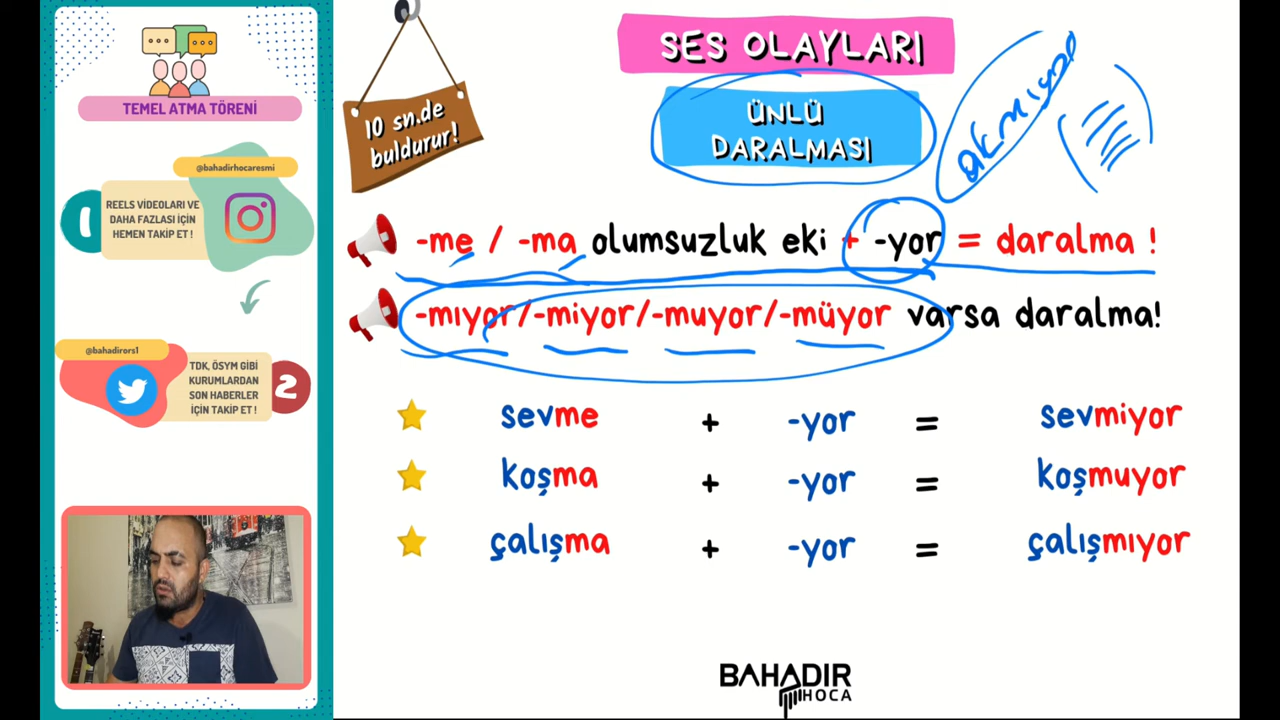 TEMEL ATMA TÖRENİ
@bahadirhocaresmi
1
REELS VİDEOLARI VE
DAHA FAZLASI İÇİN
HEMEN TAKİP ET !
@bahadirors1
TDK, ÖSYM GİBİ
KURUMLARDAN
SON HABERLER
İÇİN TAKİP ET !
2
10 sn.de
buldurur!
SES OLAYLARI
ÜNLÜ
DARALMASI
akmıyor
-me / -ma olumsuzluk eki + -yor = daralma !
-mıyor/-miyor/-muyor/-müyor varsa daralma!
sevme + -yor = sevmiyor
koşma + -yor = koşmuyor
çalışma + -yor = çalışmıyor
BAHADIR
HOCA